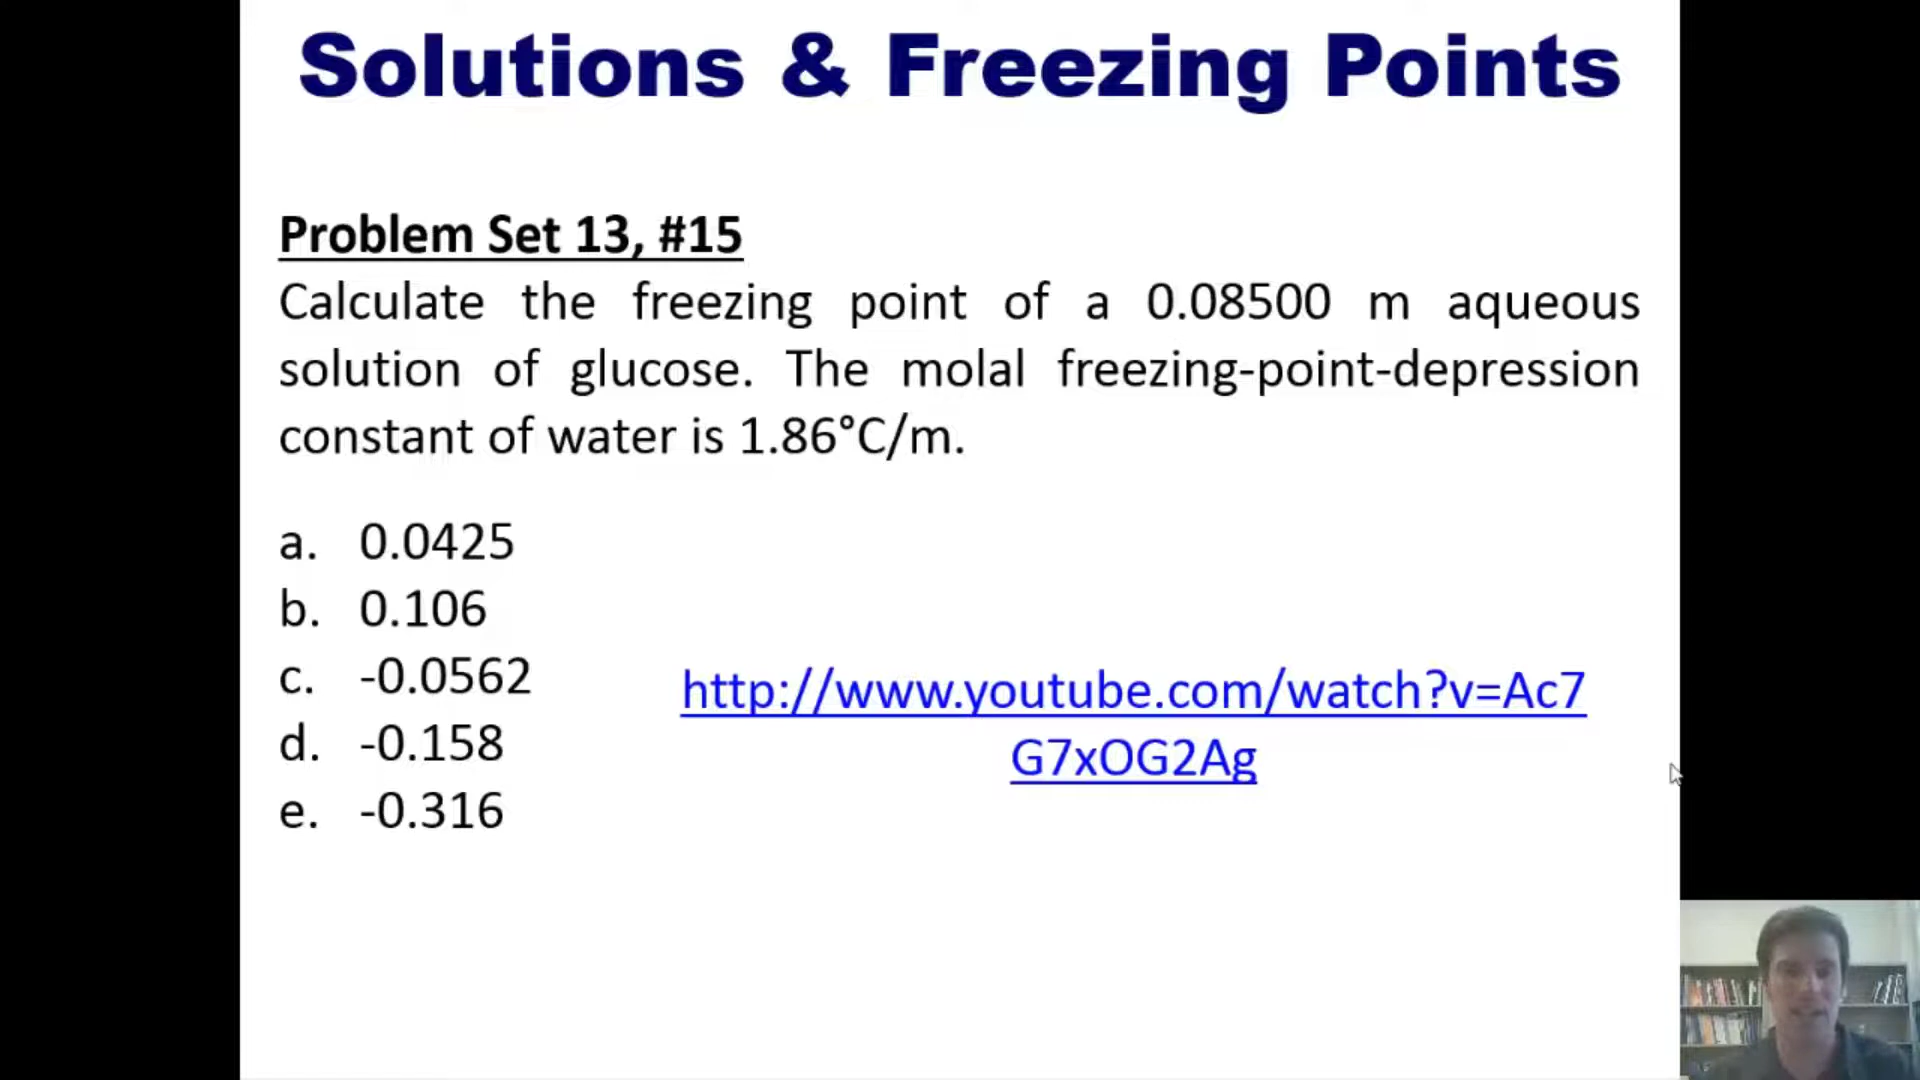 Solutions & Freezing Points
Problem Set 13, #15
Calculate the freezing point of a 0.08500 m aqueous
solution of glucose. The molal freezing-point-depression
constant of water is 1.86°C/m.
a. 0.0425
b. 0.106
c. -0.0562
d. -0.158
e. -0.316
http://www.youtube.com/watch?v=Ac7
G7xOG2Ag